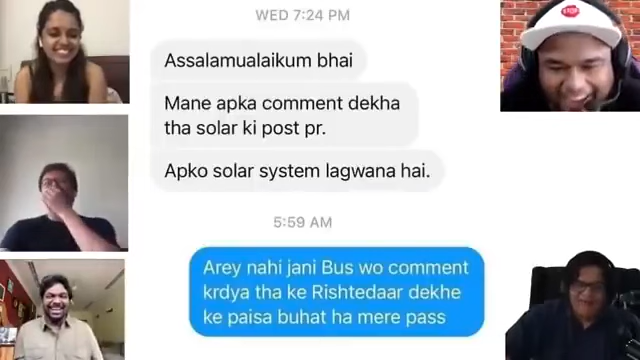 WED 7:24 PM
Assalamualaikum bhai
Mane apka comment dekha
tha solar ki post pr.
Apko solar system lagwana hai.
5:59 AM
Arey nahi jani Bus wo comment
krdya tha ke Rishtedaar dekhe
ke paisa buhat ha mere pass